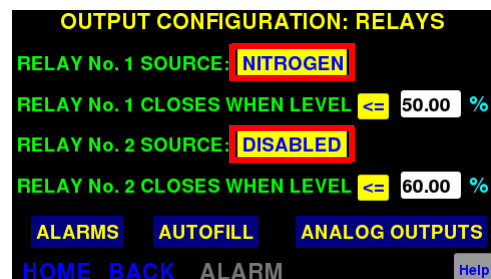 OUTPUT CONFIGURATION: RELAYS
RELAY No. 1 SOURCE: NITROGEN
RELAY No. 1 CLOSES WHEN LEVEL <= 50.00 %
RELAY No. 2 SOURCE: DISABLED
RELAY No. 2 CLOSES WHEN LEVEL <= 60.00 %
ALARMS AUTOFILL ANALOG OUTPUTS
HOME BACK ALARM Help